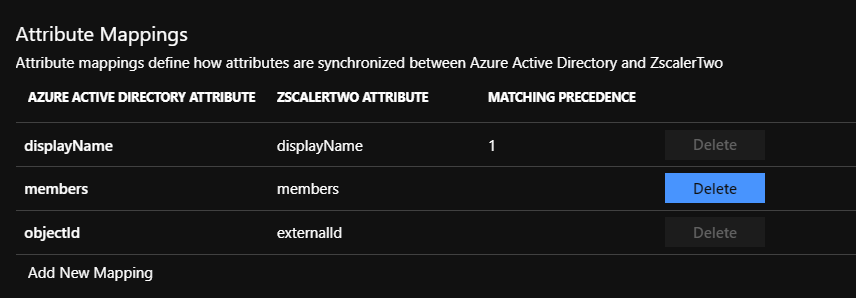 Attribute Mappings
Attribute mappings define how attributes are synchronized between Azure Active Directory and ZscalerTwo
AZURE ACTIVE DIRECTORY ATTRIBUTE ZSCALERTWO ATTRIBUTE MATCHING PRECEDENCE
displayName displayName 1 Delete
members members Delete
objectId externalId Delete
Add New Mapping